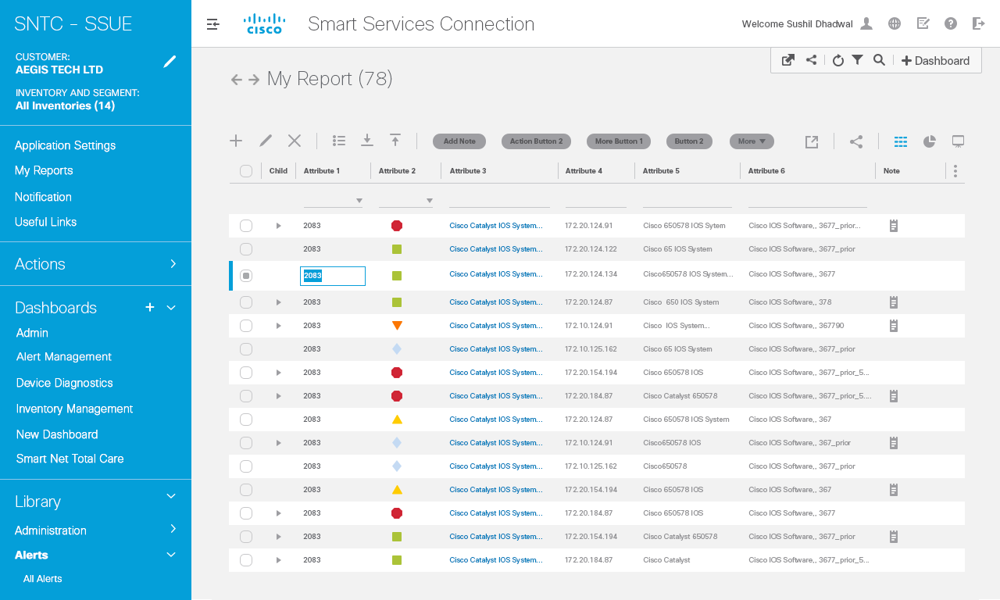 SNTC - SSUE
CUSTOMER:
AEGIS TECH LTD
INVENTORY AND SEGMENT:
All Inventories (14)
Application Settings
My Reports
Notification
Useful Links
Actions
Dashboards
Admin
Alert Management
Device Diagnostics
Inventory Management
New Dashboard
Smart Net Total Care
Library
Administration
Alerts
All Alerts
CISCO
Smart Services Connection
Welcome Sushil Dhadwal
Dashboard
My Report (78)
Add Note Action Button 2 More Button 1 Button 2 More
Child Attribute 1 Attribute 2 Attribute 3 Attribute 4 Attribute 5 Attribute 6 Note
2083 Cisco Catalyst IOS System... 172.20.124.91 Cisco 650578 IOS Sytem Cisco IOS Software,, 3677_prior...
2083 Cisco Catalyst IOS System... 172.20.124.122 Cisco 65 IOS System Cisco IOS Software,, 3677_prior
2083 Cisco Catalyst IOS System... 172.20.124.134 Cisco650578 IOS System... Cisco IOS Software,, 3677
2083 Cisco Catalyst IOS System... 172.20.124.87 Cisco 650 IOS System Cisco IOS Software,, 378
2083 Cisco Catalyst IOS System... 172.10.124.91 Cisco IOS System... Cisco IOS Software,, 367790
2083 Cisco Catalyst IOS System... 172.10.125.162 Cisco 65 IOS System Cisco IOS Software,, 3677_prior
2083 Cisco Catalyst IOS System... 172.20.154.194 Cisco 650578 IOS Cisco IOS Software,, 3677_prior_5...
2083 Cisco Catalyst IOS System... 172.20.184.87 Cisco Catalyst 650578 Cisco IOS Software,, 3677_prior_5....
2083 Cisco Catalyst IOS System... 172.20.124.87 Cisco 650578 IOS System Cisco IOS Software,, 367
2083 Cisco Catalyst IOS System... 172.10.124.91 Cisco650578 IOS Cisco IOS Software,, 367_prior
2083 Cisco Catalyst IOS System... 172.10.125.162 Cisco650578 Cisco IOS Software,, 3677_prior
2083 Cisco Catalyst IOS System... 172.20.154.194 Cisco 650578 IOS Cisco IOS Software,, 367
2083 Cisco Catalyst IOS System... 172.20.184.87 Cisco 650578 IOS Cisco IOS Software,, 3677
2083 Cisco Catalyst IOS System... 172.20.154.194 Cisco Catalyst 650578 Cisco IOS Software,, 3677_prior
2083 Cisco Catalyst IOS System... 172.20.184.87 Cisco Catalyst Cisco IOS Software,, 3677_prior_5...